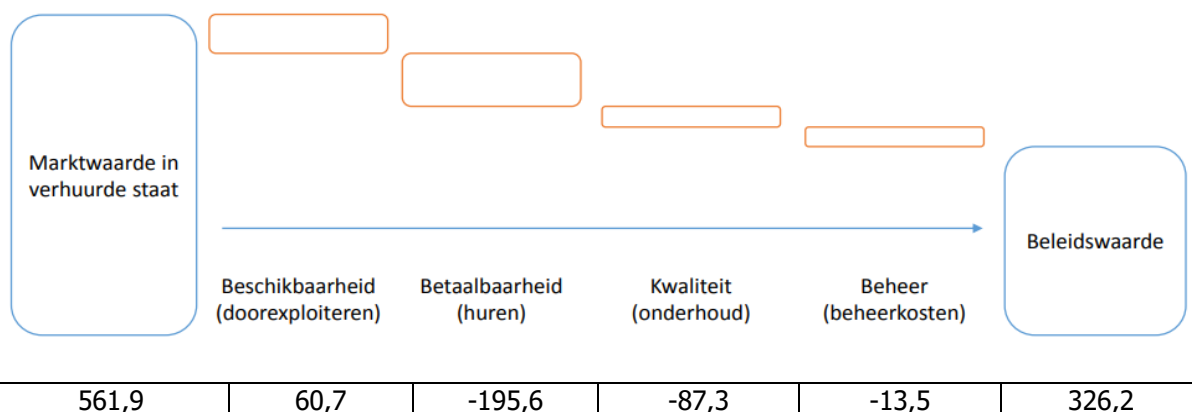 Marktwaarde in
verhuurde staat
Beschikbaarheid
(doorexploiteren)
Betaalbaarheid
(huren)
Kwaliteit
(onderhoud)
Beheer
(beheerkosten)
Beleidswaarde
561,9 60,7 -195,6 -87,3 -13,5 326,2